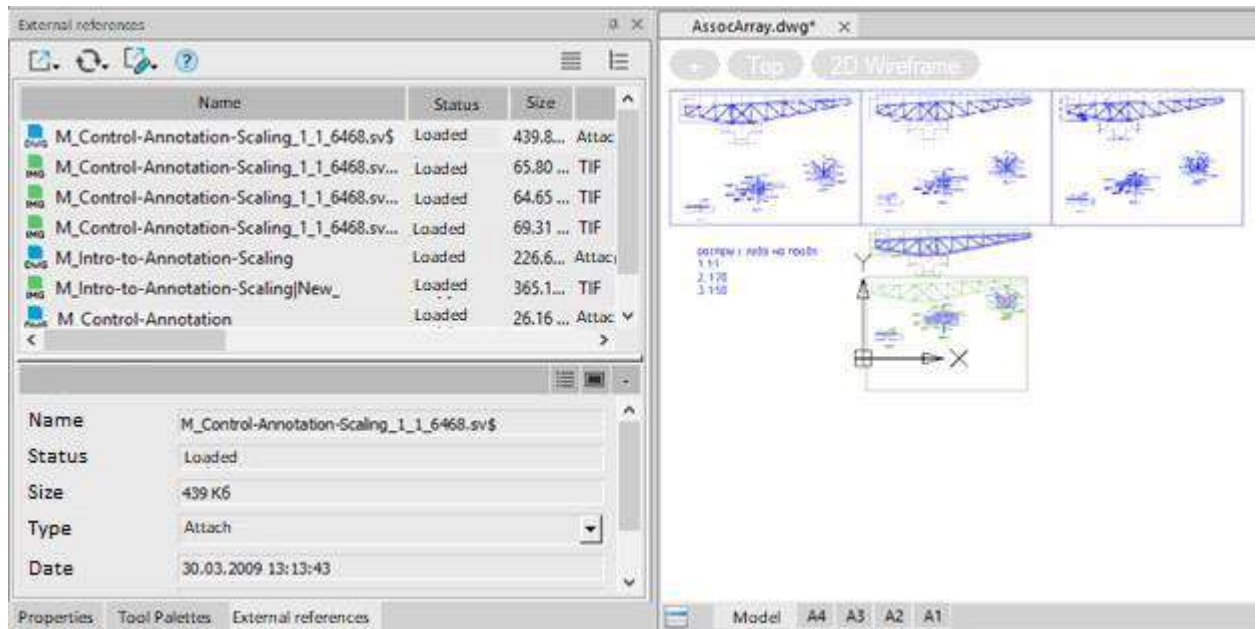 External references
Name Status Size
M_Control-Annotation-Scaling_1_1_6468.sv$ Loaded 439.8... Attac
M_Control-Annotation-Scaling_1_1_6468.sv... Loaded 65.80 ... TIF
M_Control-Annotation-Scaling_1_1_6468.sv... Loaded 64.65 ... TIF
M_Control-Annotation-Scaling_1_1_6468.sv... Loaded 69.31 ... TIF
M_Intro-to-Annotation-Scaling Loaded 226.6... Attac
M_Intro-to-Annotation-Scaling|New_ Loaded 365.1... TIF
M_Control-Annotation Loaded 26.16 ... Attac
Name M_Control-Annotation-Scaling_1_1_6468.sv$
Status Loaded
Size 439 Кб
Type Attach
Date 30.03.2009 13:13:43
Properties Tool Palettes External references
AssocArray.dwg*
Top 2D Wireframe
Y
X
Model A4 A3 A2 A1